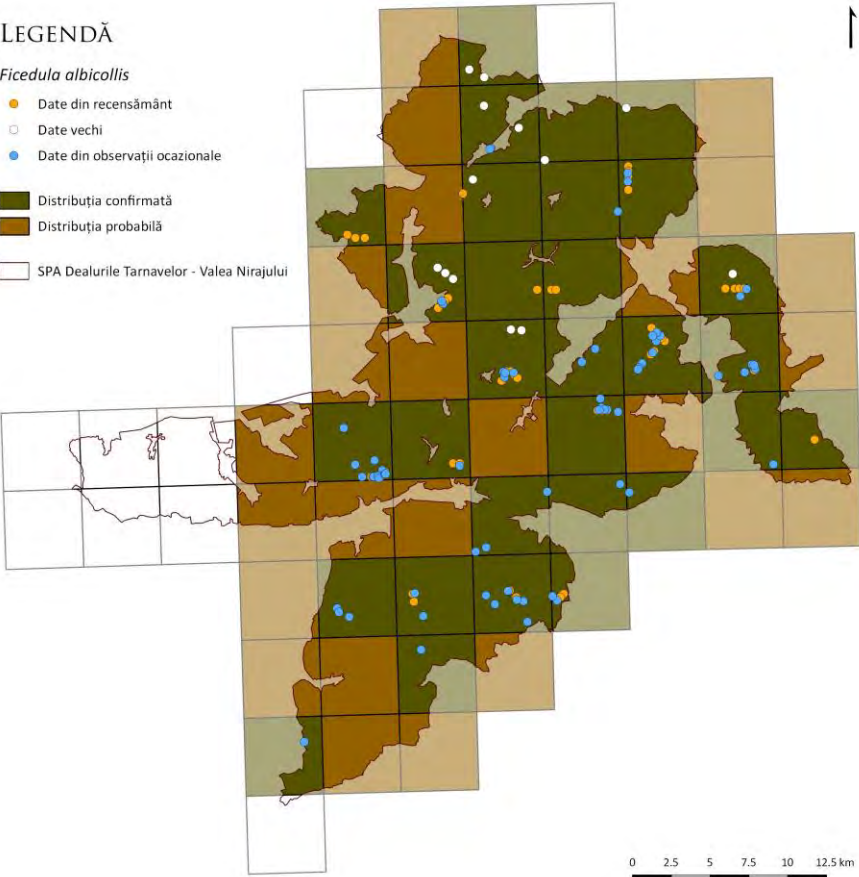 LEGENDĂ
Ficedula albicollis
Date din recensământ
Date vechi
Date din observații ocazionale
Distribuția confirmată
Distribuția probabilă
SPA Dealurile Tarnavelor - Valea Nirajului
0 2.5 5 7.5 10 12.5 km